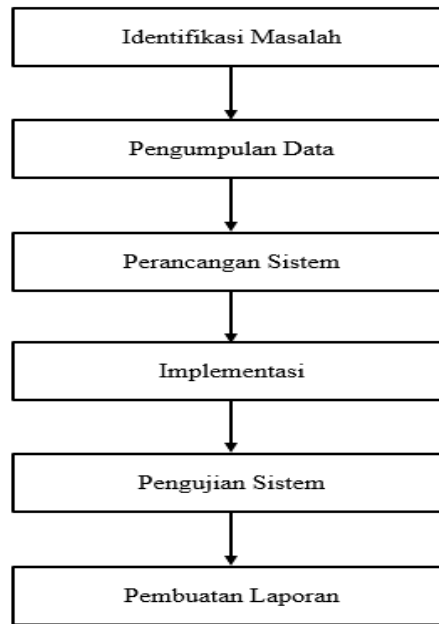 Identifikasi Masalah
Pengumpulan Data
Perancangan Sistem
Implementasi
Pengujian Sistem
Pembuatan Laporan